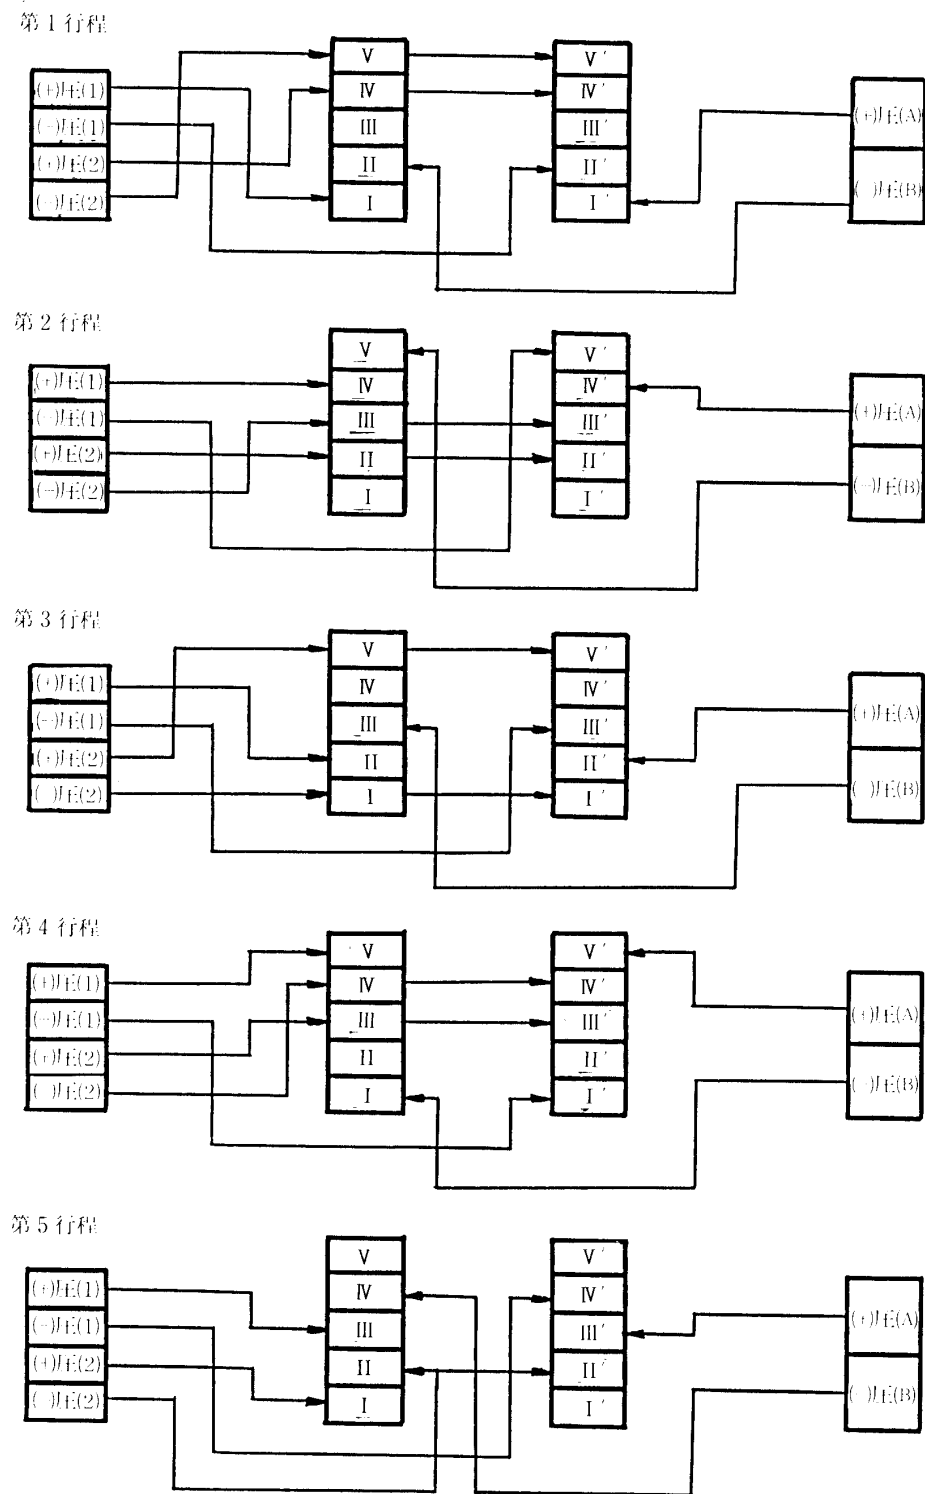 第1行程
(+)圧(1)
(−)圧(1)
(+)圧(2)
(−)圧(2)
V
IV
III
II
I
V′
IV′
III′
II′
I′
(+)圧(A)
(−)圧(B)
第2行程
(+)圧(1)
(−)圧(1)
(+)圧(2)
(−)圧(2)
V
IV
III
II
I
V′
IV′
III′
II′
I′
(+)圧(A)
(−)圧(B)
第3行程
(+)圧(1)
(−)圧(1)
(+)圧(2)
(−)圧(2)
V
IV
III
II
I
V′
IV′
III′
II′
I′
(+)圧(A)
(−)圧(B)
第4行程
(+)圧(1)
(−)圧(1)
(+)圧(2)
(−)圧(2)
V
IV
III
II
I
V′
IV′
III′
II′
I′
(+)圧(A)
(−)圧(B)
第5行程
(+)圧(1)
(−)圧(1)
(+)圧(2)
(−)圧(2)
V
IV
III
II
I
V′
IV′
III′
II′
I′
(+)圧(A)
(−)圧(B)